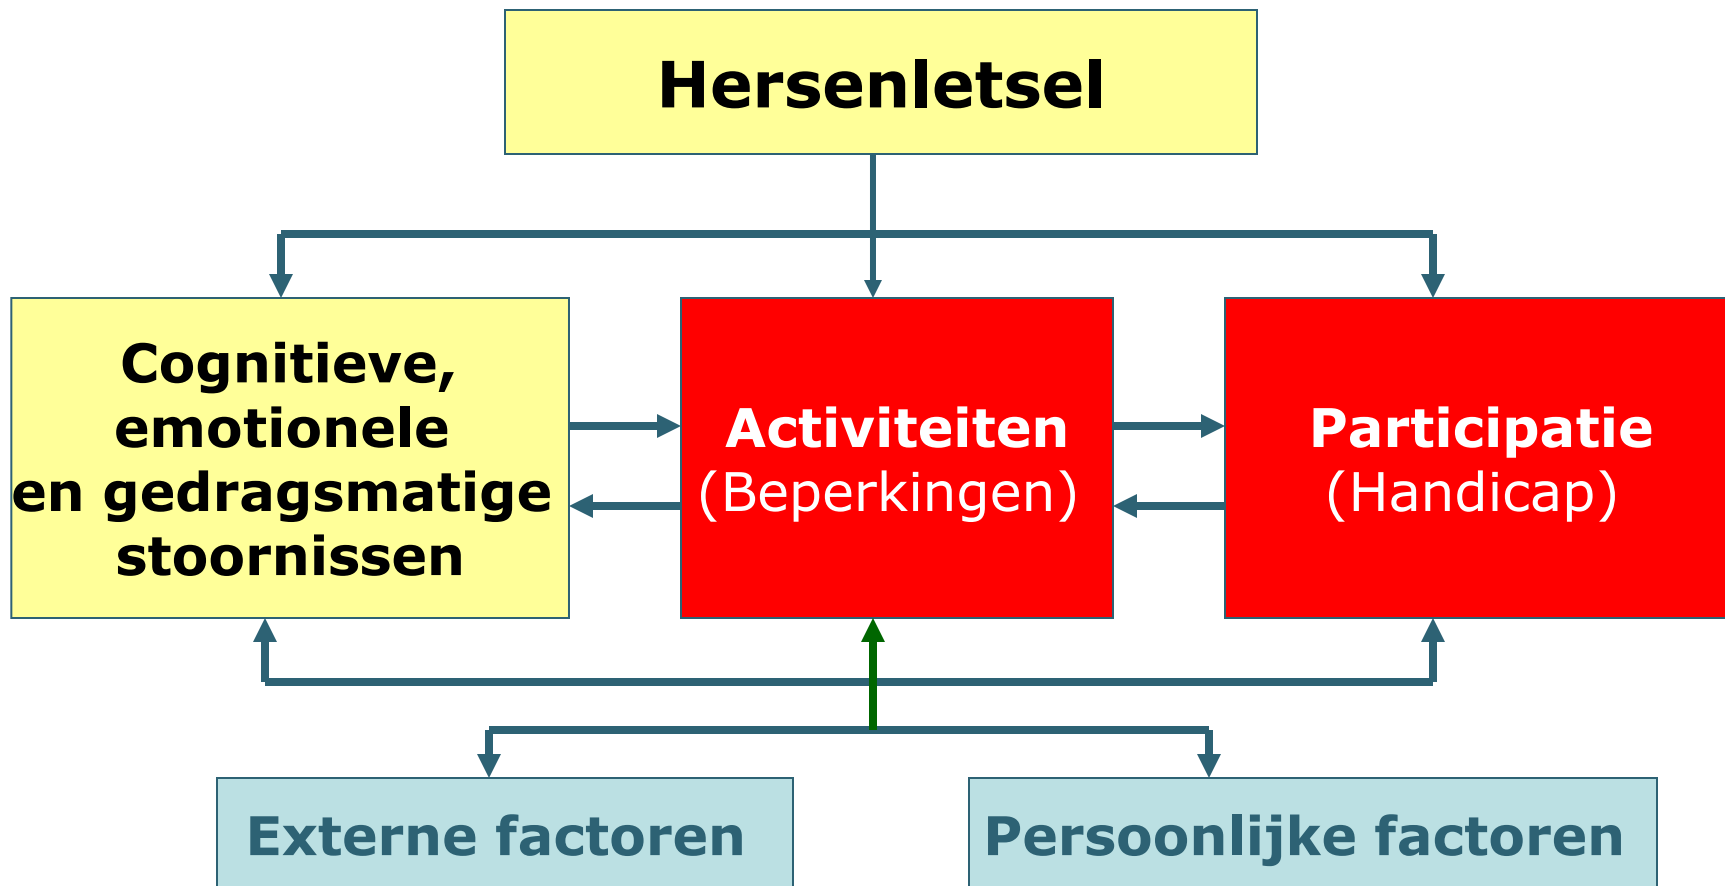 Hersenletsel
Cognitieve,
emotionele
en gedragsmatige
stoornissen
Activiteiten
(Beperkingen)
Participatie
(Handicap)
Externe factoren
Persoonlijke factoren